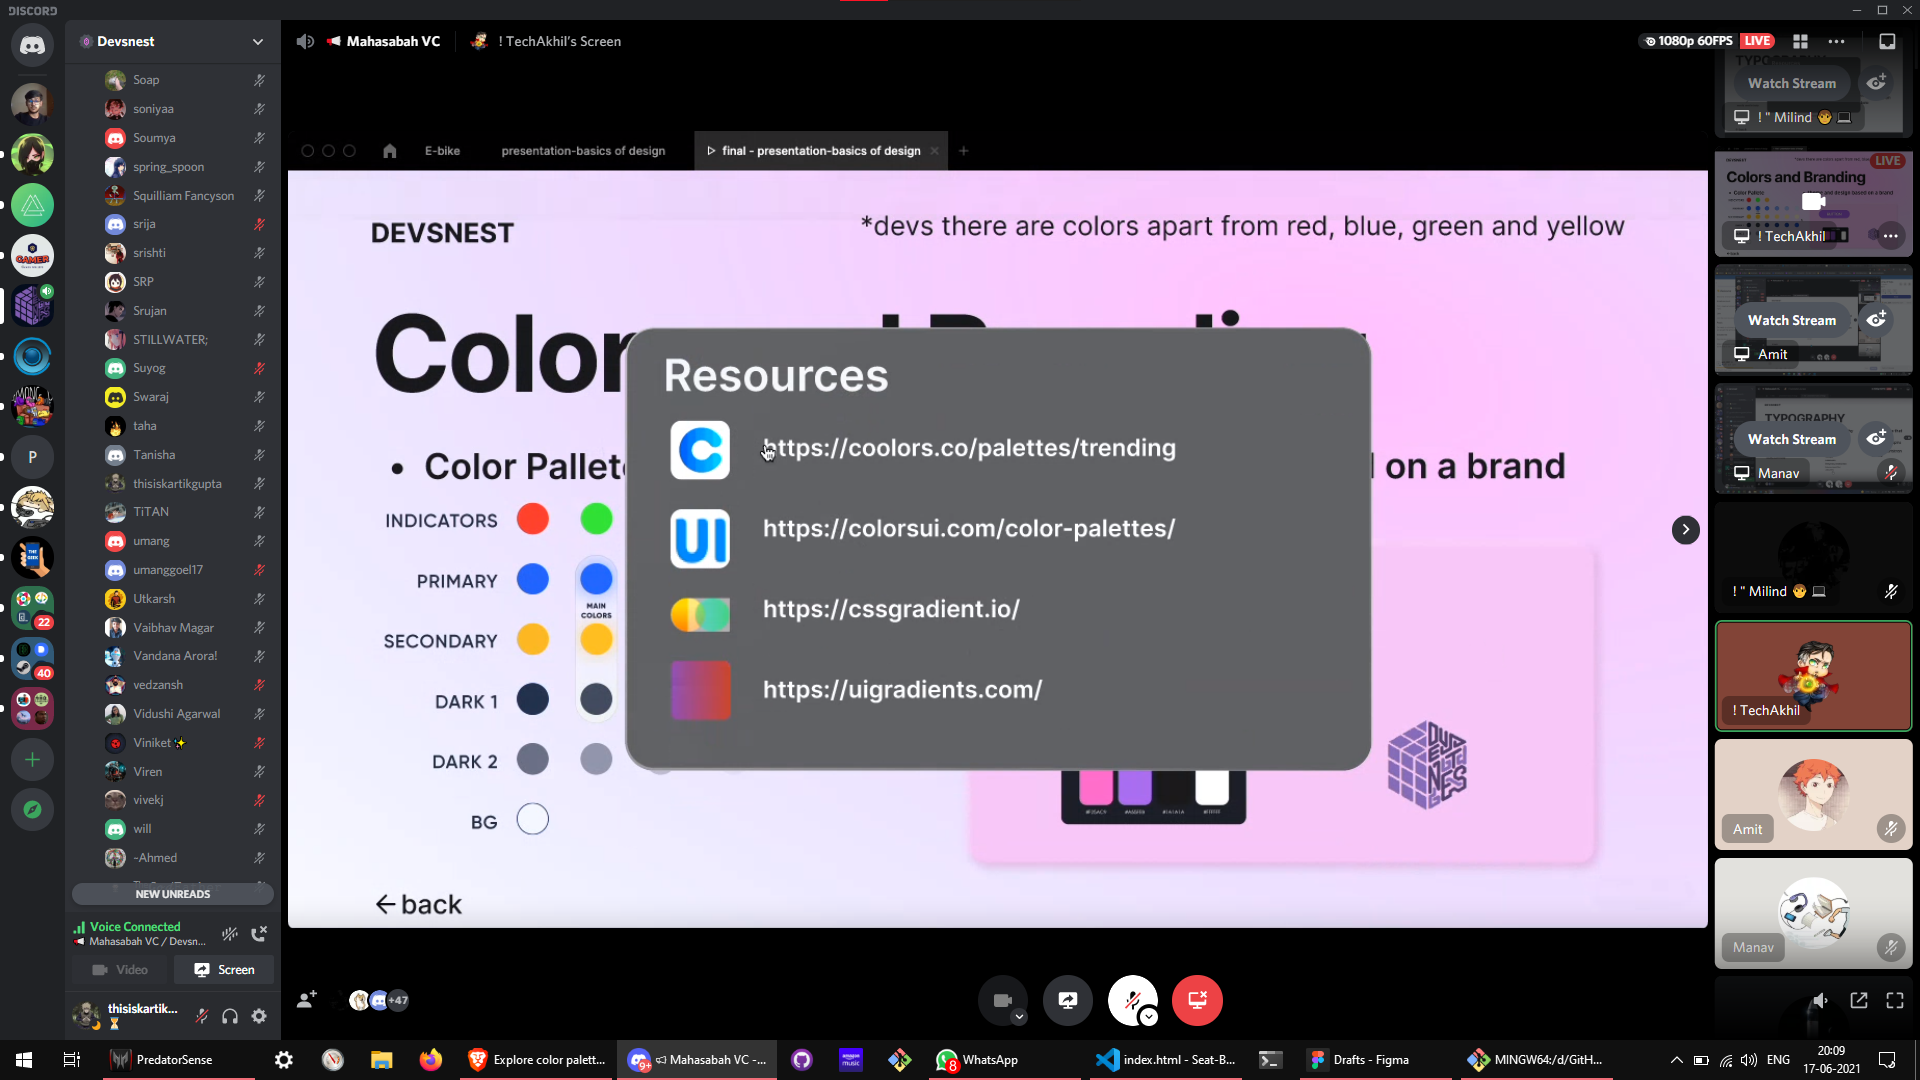 DISCORD
Devsnest
Soap
soniyaa
Soumya
spring_spoon
Squilliam Fancyson
srija
srishti
SRP
Srujan
STILLWATER;
Suyog
Swaraj
taha
Tanisha
thisiskartikgupta
TiTAN
umang
umanggoel17
Utkarsh
Vaibhav Magar
Vandana Arora!
vedzansh
Vidushi Agarwal
Viniket✨
Viren
vivekj
will
-Ahmed
NEW UNREADS
Voice Connected
Mahasabah VC / Devsn...
Video
Screen
thisiskartik...
GAMER
P
22
40
Mahasabah VC
! TechAkhil's Screen
1080p 60FPS
LIVE
E-bike
presentation-basics of design
final - presentation-basics of design
DEVSNEST
*devs there are colors apart from red, blue, green and yellow
Resources
https://coolors.co/palettes/trending
https://colorsui.com/color-palettes/
https://cssgradient.io/
https://uigradients.com/
C
UI
on a brand
INDICATORS
PRIMARY
MAIN
COLORS
SECONDARY
DARK 1
DARK 2
BG
←back
+47
Watch Stream
! " Milind
LIVE
DEVSNEST
Colors and Branding
! TechAkhil
Watch Stream
Amit
TYPOGRAPHY
Watch Stream
Manav
! " Milind
! TechAkhil
Amit
Manav
PredatorSense
Explore color palett...
9+
Mahasabah VC -...
8
WhatsApp
index.html - Seat-B...
Drafts - Figma
MINGW64:/d/GitH...
ENG
20:09
17-06-2021